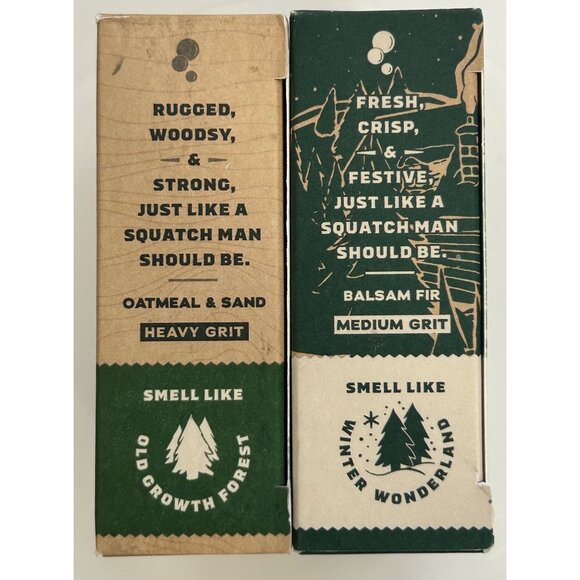 RUGGED,
WOODSY,
&
STRONG,
JUST LIKE A
SQUATCH MAN
SHOULD BE.
OATMEAL & SAND
HEAVY GRIT
SMELL LIKE
OLD GROWTH FOREST
FRESH,
CRISP,
&
FESTIVE,
JUST LIKE A
SQUATCH MAN
SHOULD BE.
BALSAM FIR
MEDIUM GRIT
SMELL LIKE
WINTER WONDERLAND